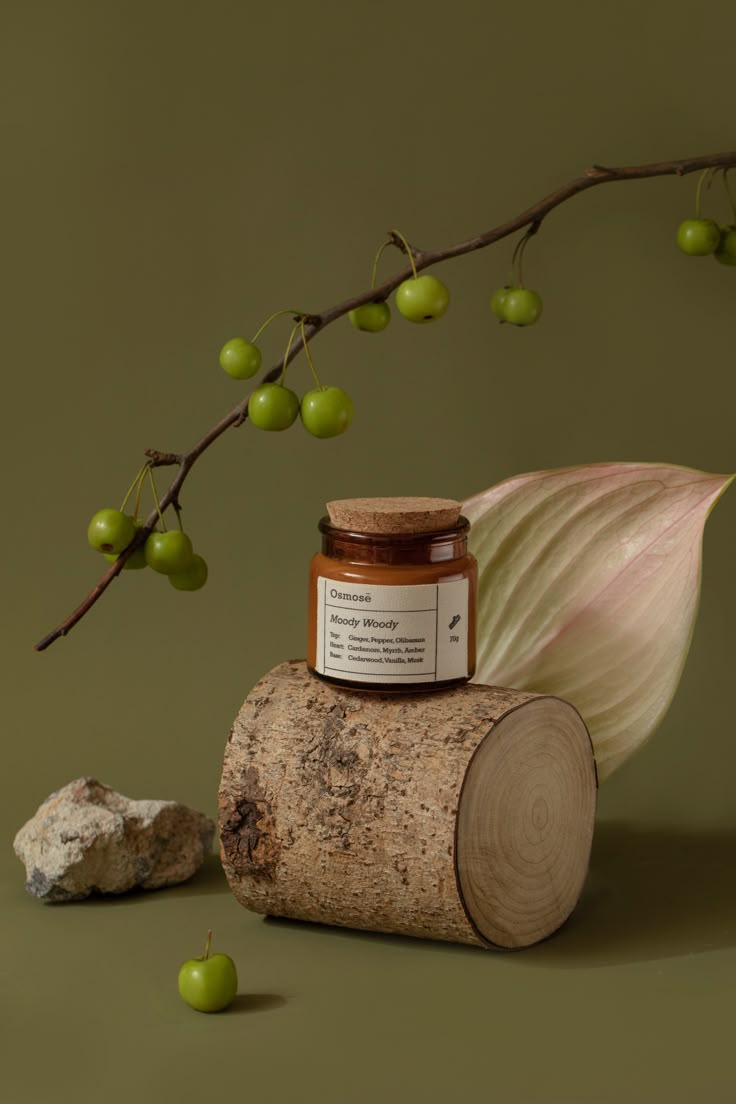 Osmosē
Moody Woody
70g
Top: Ginger, Pepper, Olibanum
Heart: Cardamom, Myrrh, Amber
Base: Cedarwood, Vanilla, Musk